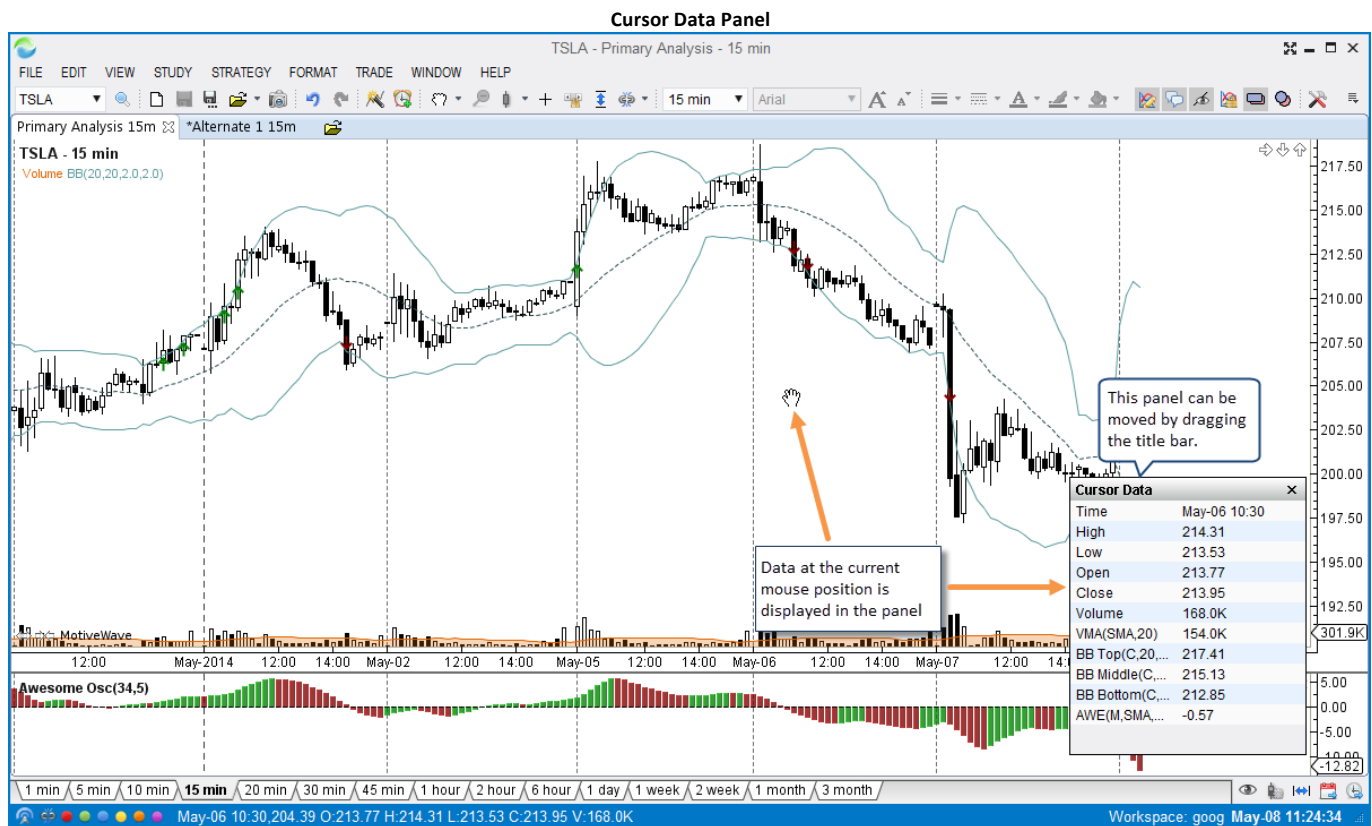 Cursor Data Panel
TSLA - Primary Analysis - 15 min
FILE EDIT VIEW STUDY STRATEGY FORMAT TRADE WINDOW HELP
TSLA 15 min Arial
Primary Analysis 15m *Alternate 1 15m
TSLA - 15 min
Volume BB(20,20,2.0,2.0)
217.50
215.00
212.50
210.00
207.50
205.00
202.50
200.00
197.50
195.00
192.50
301.9K
This panel can be
moved by dragging
the title bar.
Data at the current
mouse position is
displayed in the panel
Cursor Data
Time May-06 10:30
High 214.31
Low 213.53
Open 213.77
Close 213.95
Volume 168.0K
VMA(SMA,20) 154.0K
BB Top(C,20,... 217.41
BB Middle(C,... 215.13
BB Bottom(C,... 212.85
AWE(M,SMA,... -0.57
MotiveWave
12:00 May-2014 12:00 14:00 May-02 12:00 14:00 May-05 12:00 14:00 May-06 12:00 14:00 May-07 12:00
Awesome Osc(34,5)
5.00
0.00
-5.00
-12.82
1 min 5 min 10 min 15 min 20 min 30 min 45 min 1 hour 2 hour 6 hour 1 day 1 week 2 week 1 month 3 month
May-06 10:30,204.39 O:213.77 H:214.31 L:213.53 C:213.95 V:168.0K Workspace: goog May-08 11:24:34